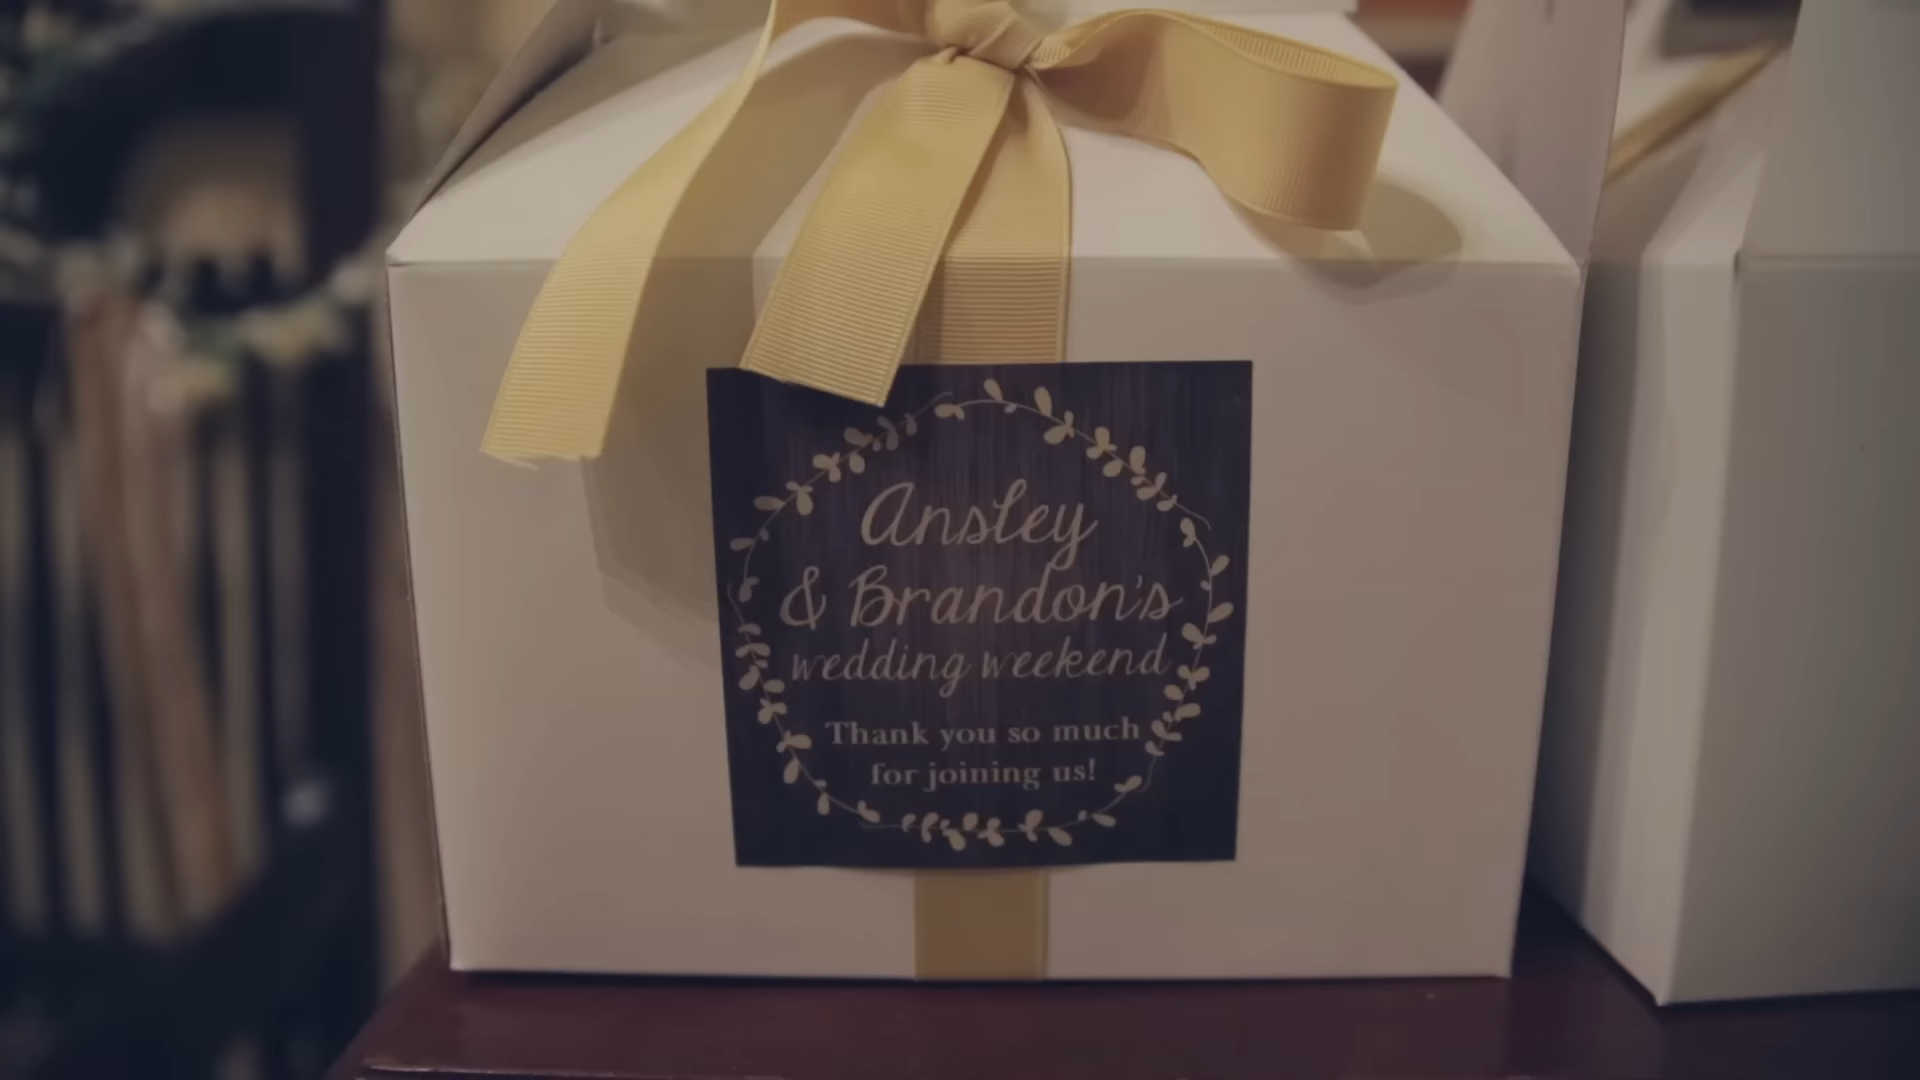 Ansley
& Brandon's
wedding weekend
Thank you so much
for joining us!